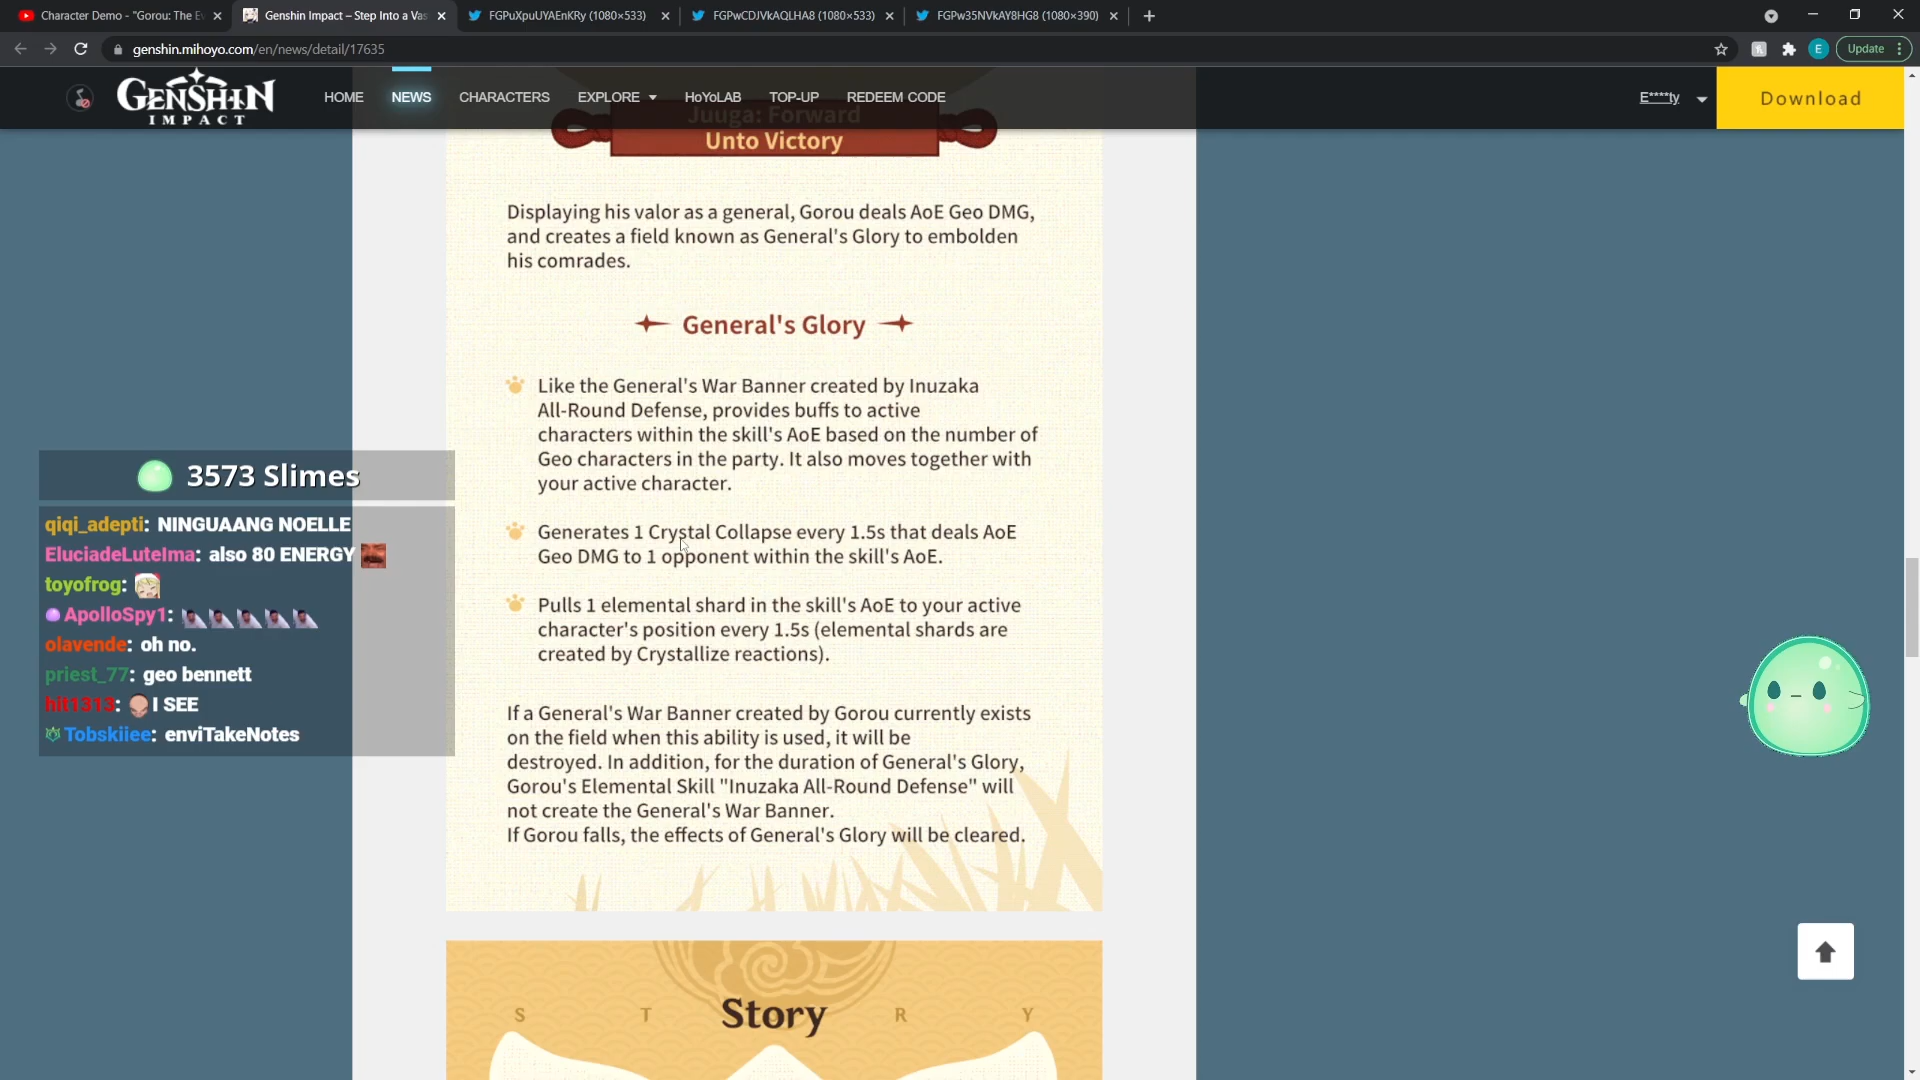 Character Demo - "Gorou: The Ev
Genshin Impact – Step Into a Vas
FGPuXpuUYAEnKRy (1080×533)
FGPwCDJVkAQLHA8 (1080×533)
FGPw35NVkAY8HG8 (1080×390)
genshin.mihoyo.com/en/news/detail/17635
E
Update
GENSHIN
IMPACT
HOME
NEWS
CHARACTERS
EXPLORE
HoYoLAB
TOP-UP
REDEEM CODE
E****ty
Download
Juuga: Forward
Unto Victory
Displaying his valor as a general, Gorou deals AoE Geo DMG,
and creates a field known as General's Glory to embolden
his comrades.
General's Glory
Like the General's War Banner created by Inuzaka
All-Round Defense, provides buffs to active
characters within the skill's AoE based on the number of
Geo characters in the party. It also moves together with
your active character.
Generates 1 Crystal Collapse every 1.5s that deals AoE
Geo DMG to 1 opponent within the skill's AoE.
Pulls 1 elemental shard in the skill's AoE to your active
character's position every 1.5s (elemental shards are
created by Crystallize reactions).
If a General's War Banner created by Gorou currently exists
on the field when this ability is used, it will be
destroyed. In addition, for the duration of General's Glory,
Gorou's Elemental Skill "Inuzaka All-Round Defense" will
not create the General's War Banner.
If Gorou falls, the effects of General's Glory will be cleared.
3573 Slimes
qiqi_adepti: NINGUAANG NOELLE
EluciadeLutelma: also 80 ENERGY
toyofrog:
ApolloSpy1:
olavende: oh no.
priest_77: geo bennett
hit1313: I SEE
Tobskiiee: enviTakeNotes
S T Story R Y